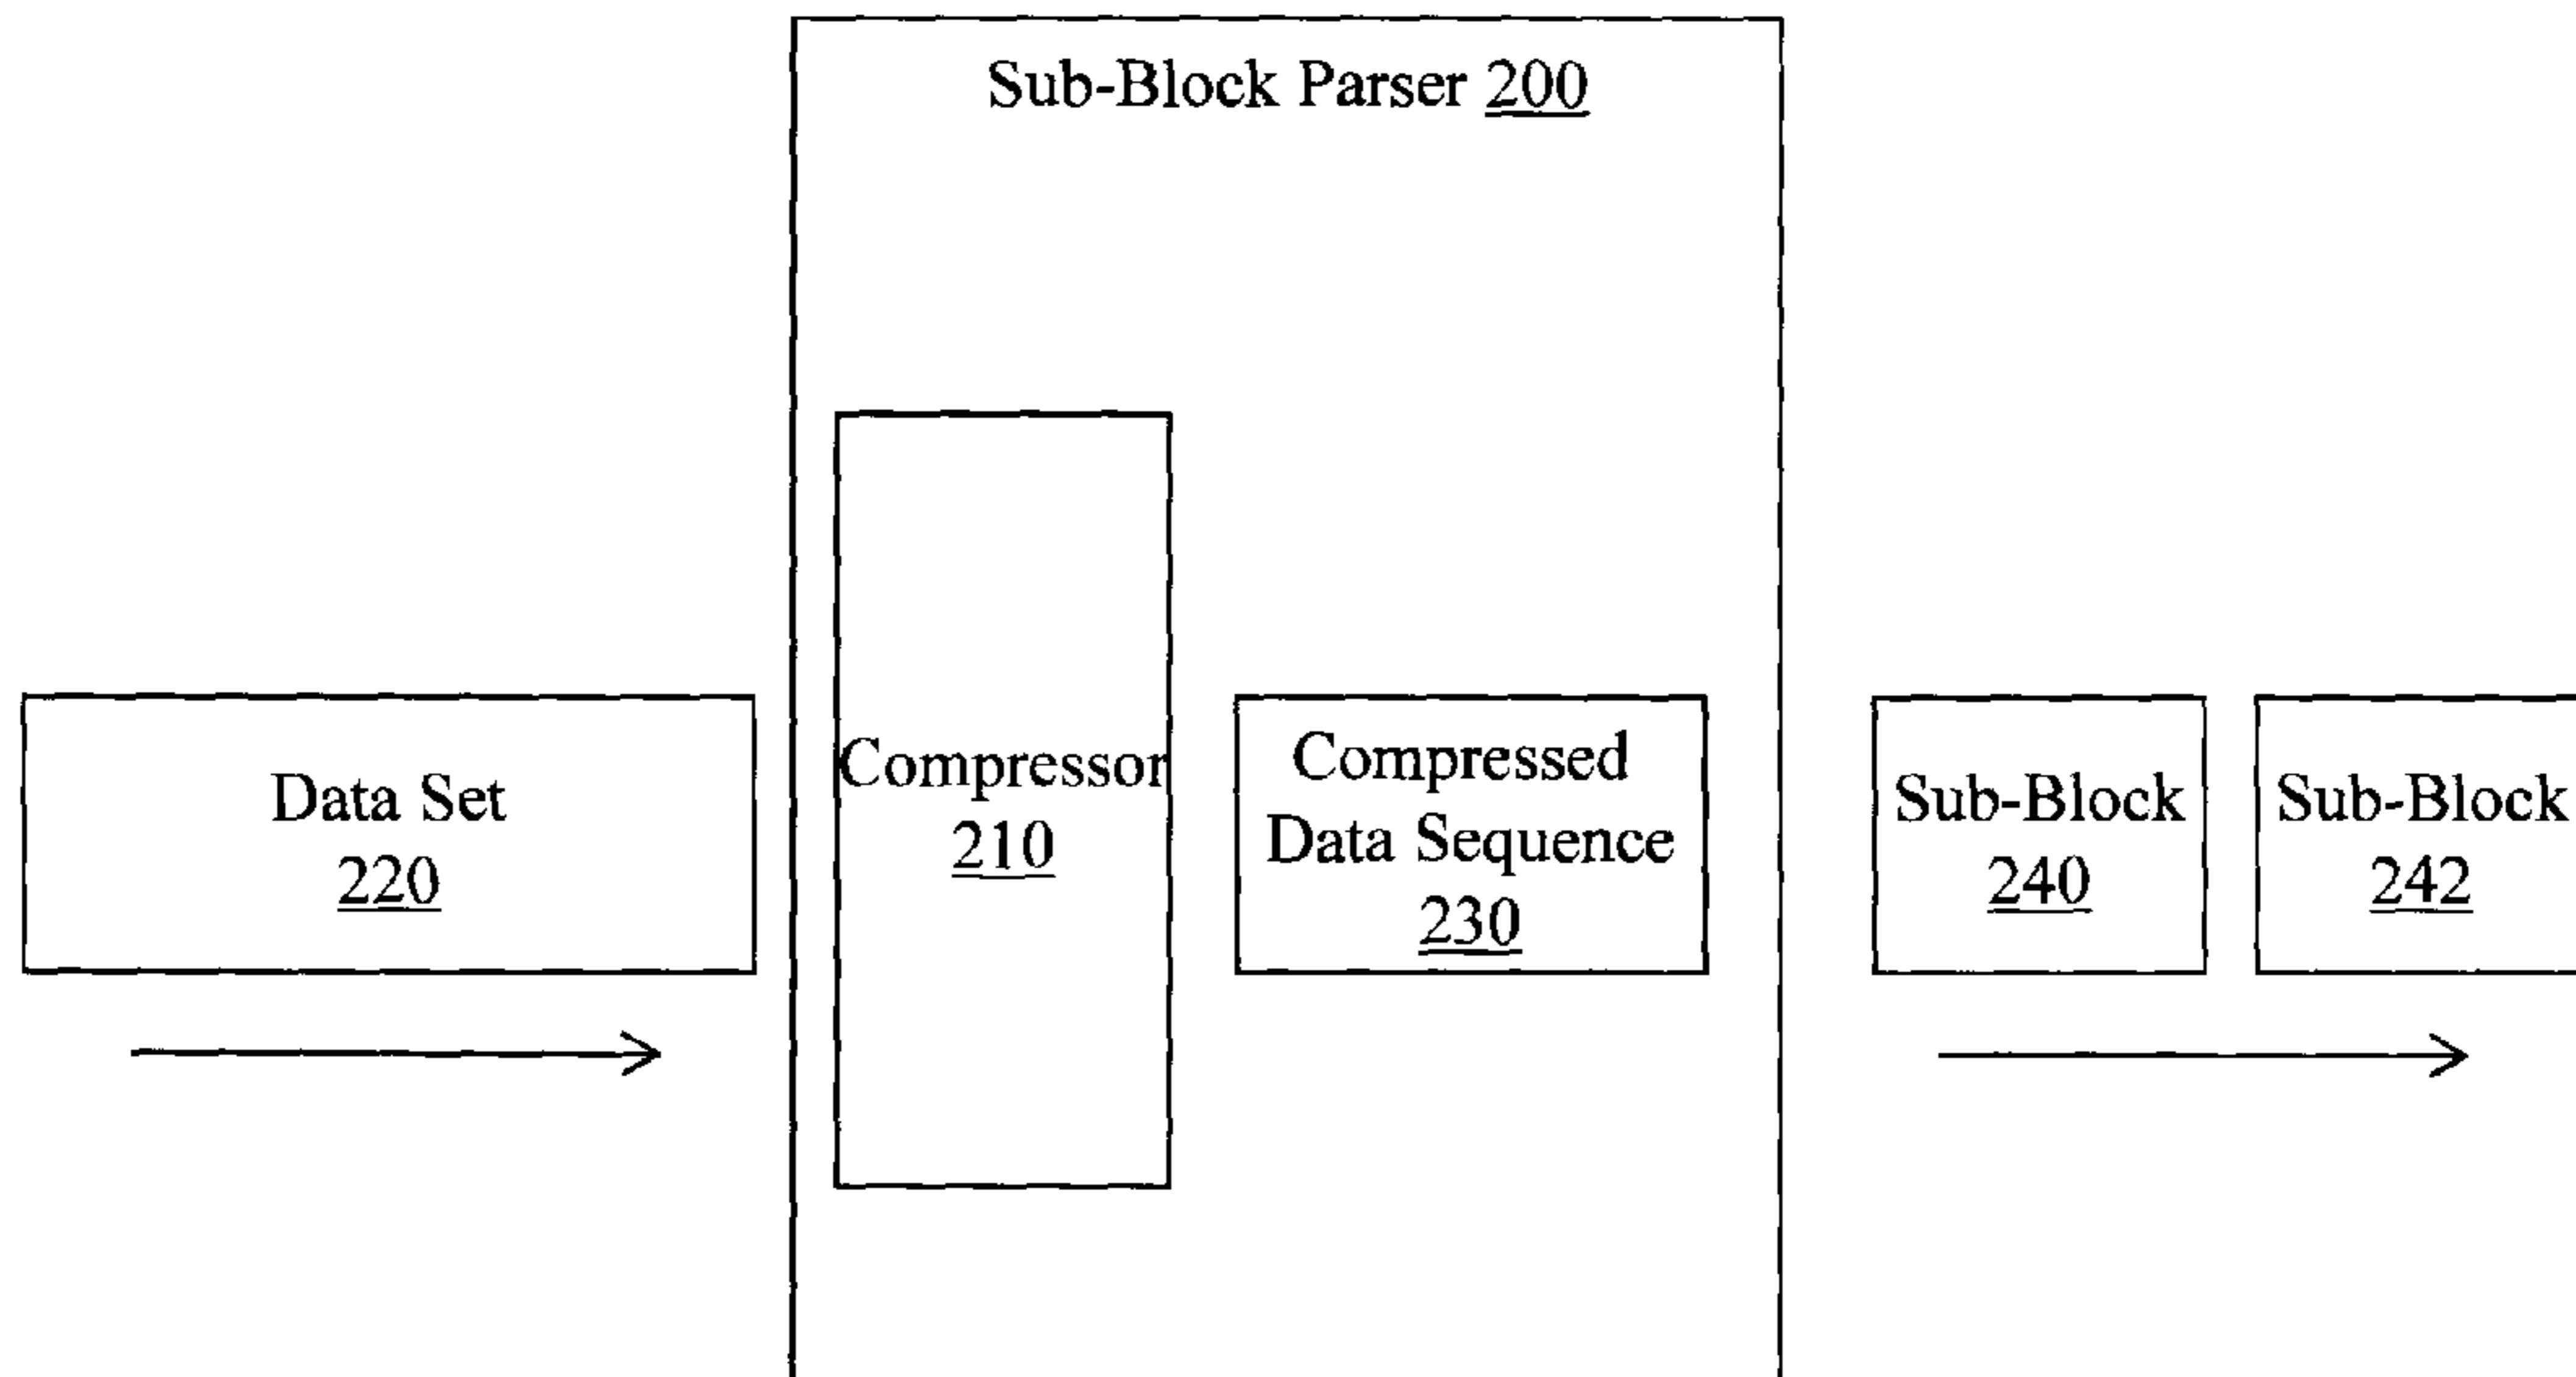 Sub-Block Parser 200
Data Set
220
Compressor
210
Compressed
Data Sequence
230
Sub-Block
240
Sub-Block
242